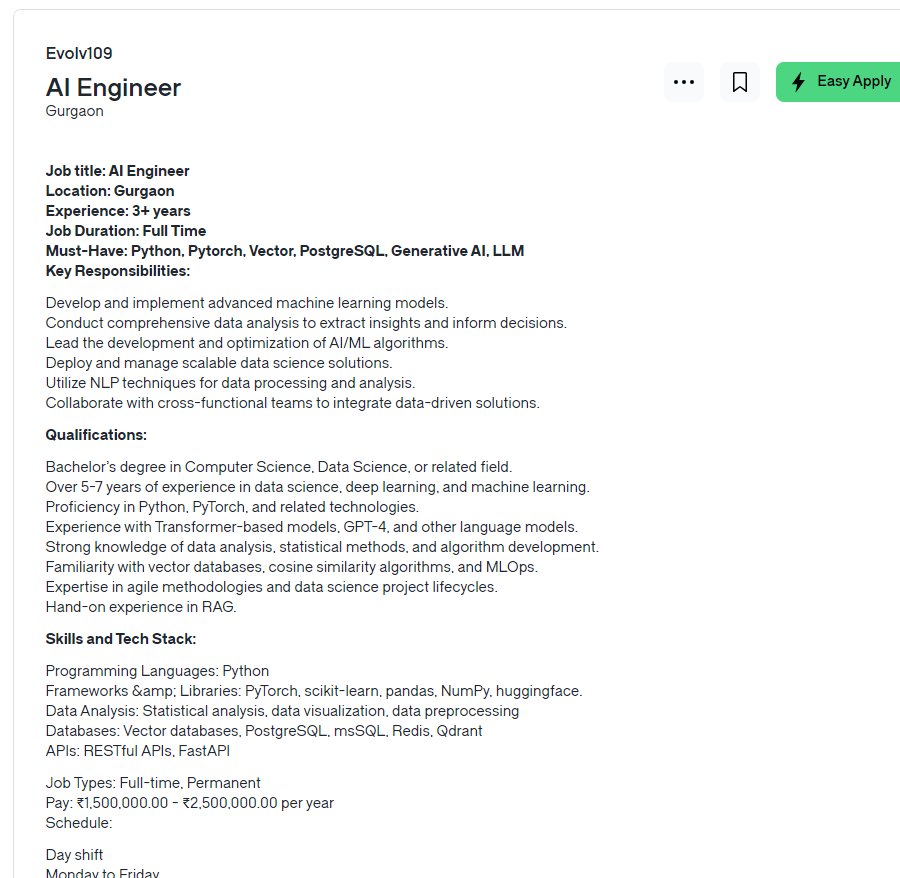 Evolv109
AI Engineer
Gurgaon
Easy Apply
Job title: AI Engineer
Location: Gurgaon
Experience: 3+ years
Job Duration: Full Time
Must-Have: Python, Pytorch, Vector, PostgreSQL, Generative AI, LLM
Key Responsibilities:
Develop and implement advanced machine learning models.
Conduct comprehensive data analysis to extract insights and inform decisions.
Lead the development and optimization of AI/ML algorithms.
Deploy and manage scalable data science solutions.
Utilize NLP techniques for data processing and analysis.
Collaborate with cross-functional teams to integrate data-driven solutions.
Qualifications:
Bachelor's degree in Computer Science, Data Science, or related field.
Over 5-7 years of experience in data science, deep learning, and machine learning.
Proficiency in Python, PyTorch, and related technologies.
Experience with Transformer-based models, GPT-4, and other language models.
Strong knowledge of data analysis, statistical methods, and algorithm development.
Familiarity with vector databases, cosine similarity algorithms, and MLOps.
Expertise in agile methodologies and data science project lifecycles.
Hand-on experience in RAG.
Skills and Tech Stack:
Programming Languages: Python
Frameworks &amp; Libraries: PyTorch, scikit-learn, pandas, NumPy, huggingface.
Data Analysis: Statistical analysis, data visualization, data preprocessing
Databases: Vector databases, PostgreSQL, msSQL, Redis, Qdrant
APIs: RESTful APIs, FastAPI
Job Types: Full-time, Permanent
Pay: ₹1,500,000.00 - ₹2,500,000.00 per year
Schedule:
Day shift
Monday to Friday